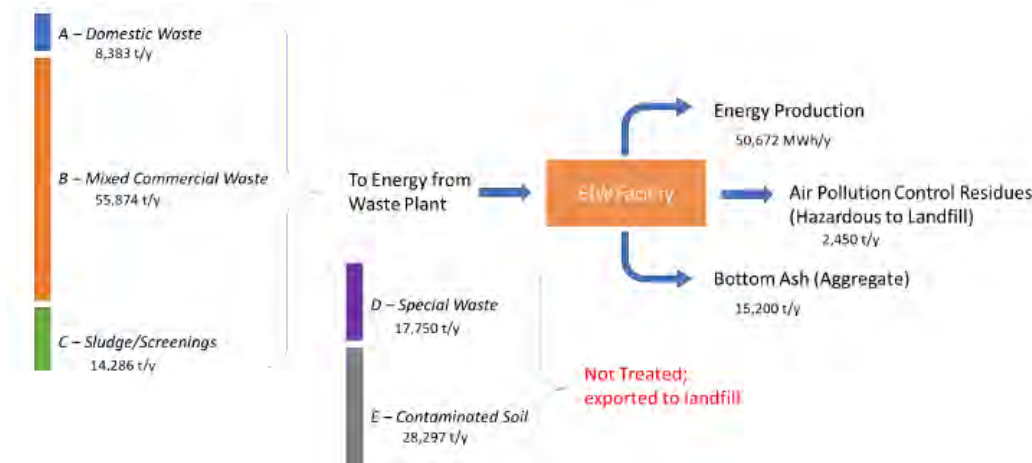 A – Domestic Waste
8,383 t/y
B – Mixed Commercial Waste
55,874 t/y
C – Sludge/Screenings
14,286 t/y
To Energy from
Waste Plant
EfW Facility
Energy Production
50,672 MWh/y
Air Pollution Control Residues
(Hazardous to Landfill)
2,450 t/y
Bottom Ash (Aggregate)
15,200 t/y
D – Special Waste
17,750 t/y
E – Contaminated Soil
28,297 t/y
Not Treated;
exported to landfill